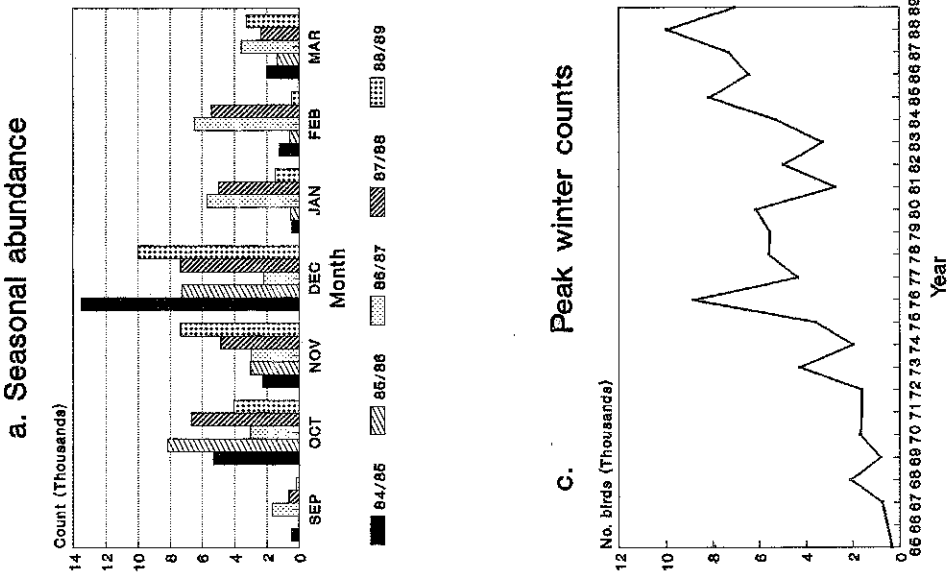 a. Seasonal abundance
Count (Thousands)
14
12
10
8
6
4
2
0
SEP OCT NOV DEC JAN FEB MAR
Month
84/85 85/86 86/87 87/88 88/89
c. Peak winter counts
No. birds (Thousands)
12
10
8
6
4
2
0
65 66 67 68 69 70 71 72 73 74 75 76 77 78 79 80 81 82 83 84 85 86 87 88 89
Year